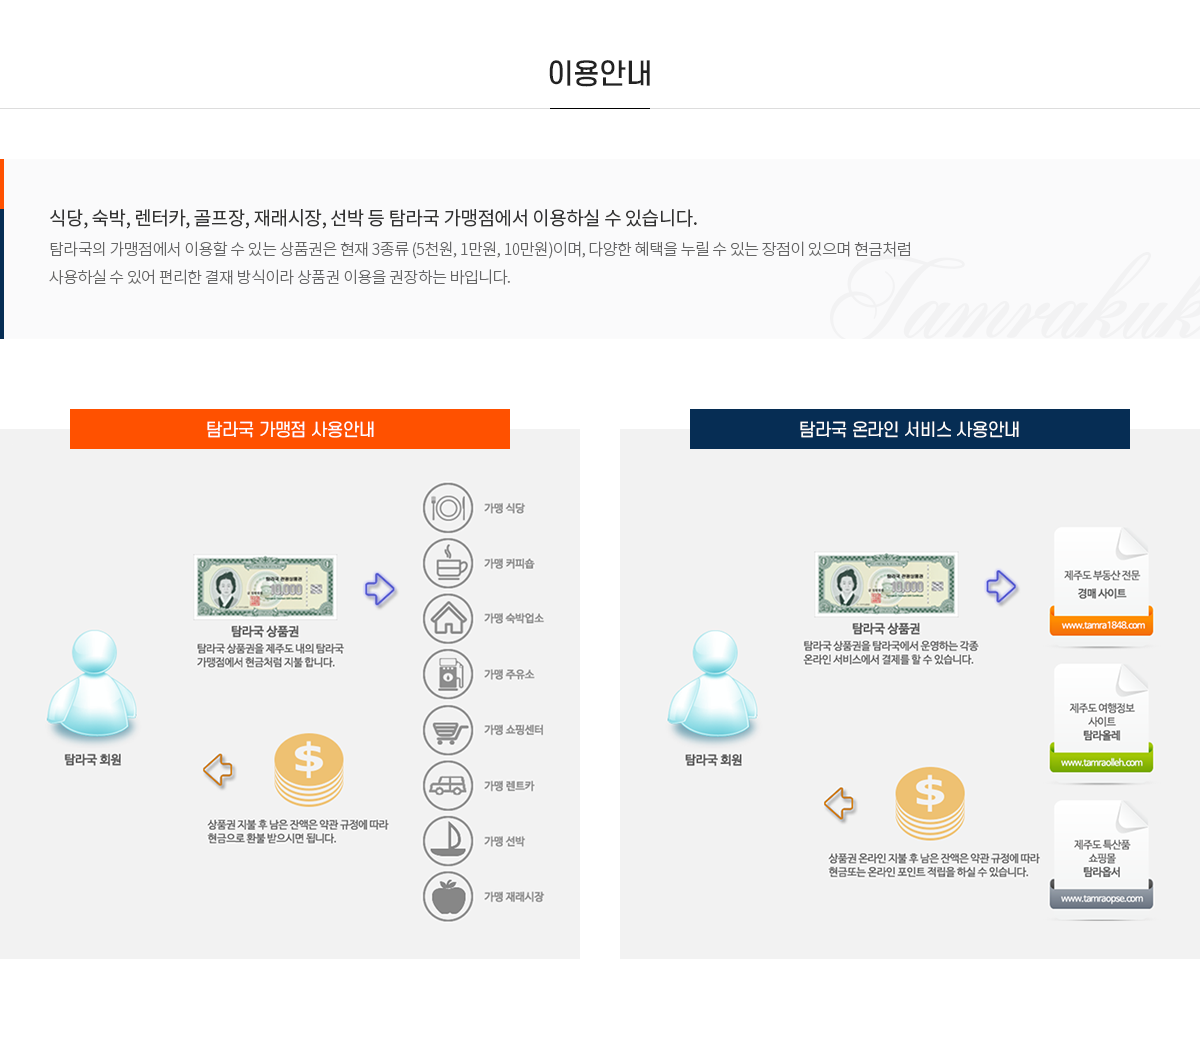 이용안내
식당, 숙박, 렌터카, 골프장, 재래시장, 선박 등 탐라국 가맹점에서 이용하실 수 있습니다.
탐라국의 가맹점에서 이용할 수 있는 상품권은 현재 3종류 (5천원, 1만원, 10만원)이며, 다양한 혜택을 누릴 수 있는 장점이 있으며 현금처럼
사용하실 수 있어 편리한 결재 방식이라 상품권 이용을 권장하는 바입니다.
Tamrakuk
탐라국 가맹점 사용안내
가맹 식당
가맹 커피숍
가맹 숙박업소
가맹 주유소
가맹 쇼핑센터
가맹 렌트카
가맹 선박
가맹 재래시장
10,000
탐라국 상품권
탐라국 상품권을 제주도 내의 탐라국
가맹점에서 현금처럼 지불 합니다.
탐라국 회원
상품권 지불 후 남은 잔액은 약관 규정에 따라
현금으로 환불 받으시면 됩니다.
탐라국 온라인 서비스 사용안내
10,000
탐라국 상품권
탐라국 상품권을 탐라국에서 운영하는 각종
온라인 서비스에서 결제를 할 수 있습니다.
탐라국 회원
상품권 온라인 지불 후 남은 잔액은 약관 규정에 따라
현금또는 온라인 포인트 적립을 하실 수 있습니다.
제주도 부동산 전문
경매 사이트
www.tamra1848.com
제주도 여행정보
사이트
탐라올레
www.tamraolleh.com
제주도 특산품
쇼핑몰
탐라옵서
www.tamraopse.com